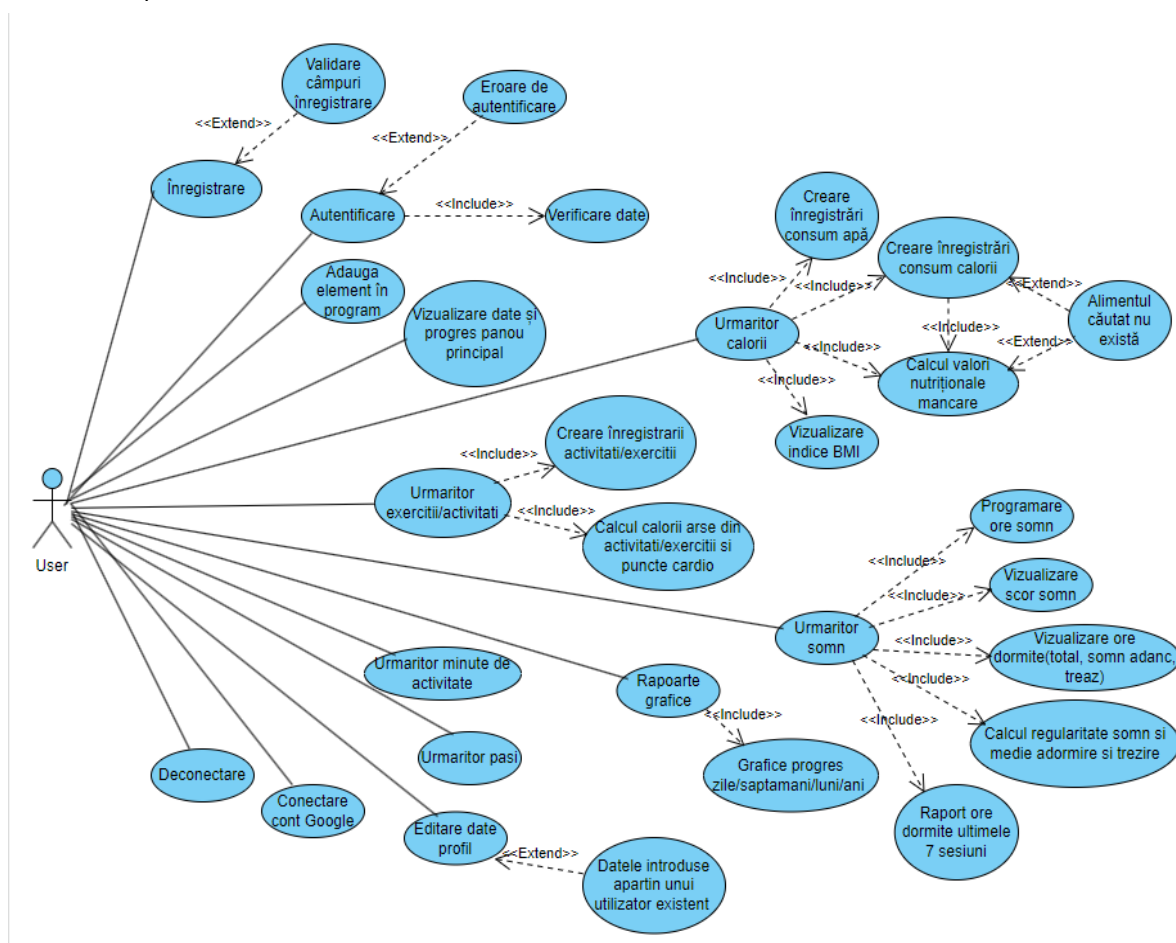 Validare
câmpuri
înregistrare
Eroare de
autentificare
<<Extend>>
<<Extend>>
Înregistrare
Autentificare
<<Include>>
Verificare date
Creare
înregistrări
consum apă
Creare înregistrări
consum calorii
<<Include>>
<<Include>>
<<Extend>>
Adauga
element în
program
Vizualizare date și
progres panou
principal
Urmaritor
calorii
Alimentul
căutat nu
există
<<Include>>
<<Extend>>
<<Include>>
<<Include>>
Calcul valori
nutriționale
mancare
Vizualizare
indice BMI
Creare înregistrarii
activitati/exercitii
<<Include>>
Urmaritor
exercitii/activitati
<<Include>>
Calcul calorii arse din
activitati/exercitii si
puncte cardio
User
Programare
ore somn
<<Include>>
Vizualizare
scor somn
<<Include>>
Urmaritor
somn
<<Include>>
Vizualizare ore
dormite(total, somn adanc,
treaz)
<<Include>>
Calcul regularitate somn si
medie adormire si trezire
<<Include>>
Raport ore
dormite ultimele
7 sesiuni
Urmaritor minute de
activitate
Rapoarte
grafice
<<Include>>
Grafice progres
zile/saptamani/luni/ani
Urmaritor pasi
Deconectare
Conectare
cont Google
Editare date
profil
<<Extend>>
Datele introduse
apartin unui
utilizator existent